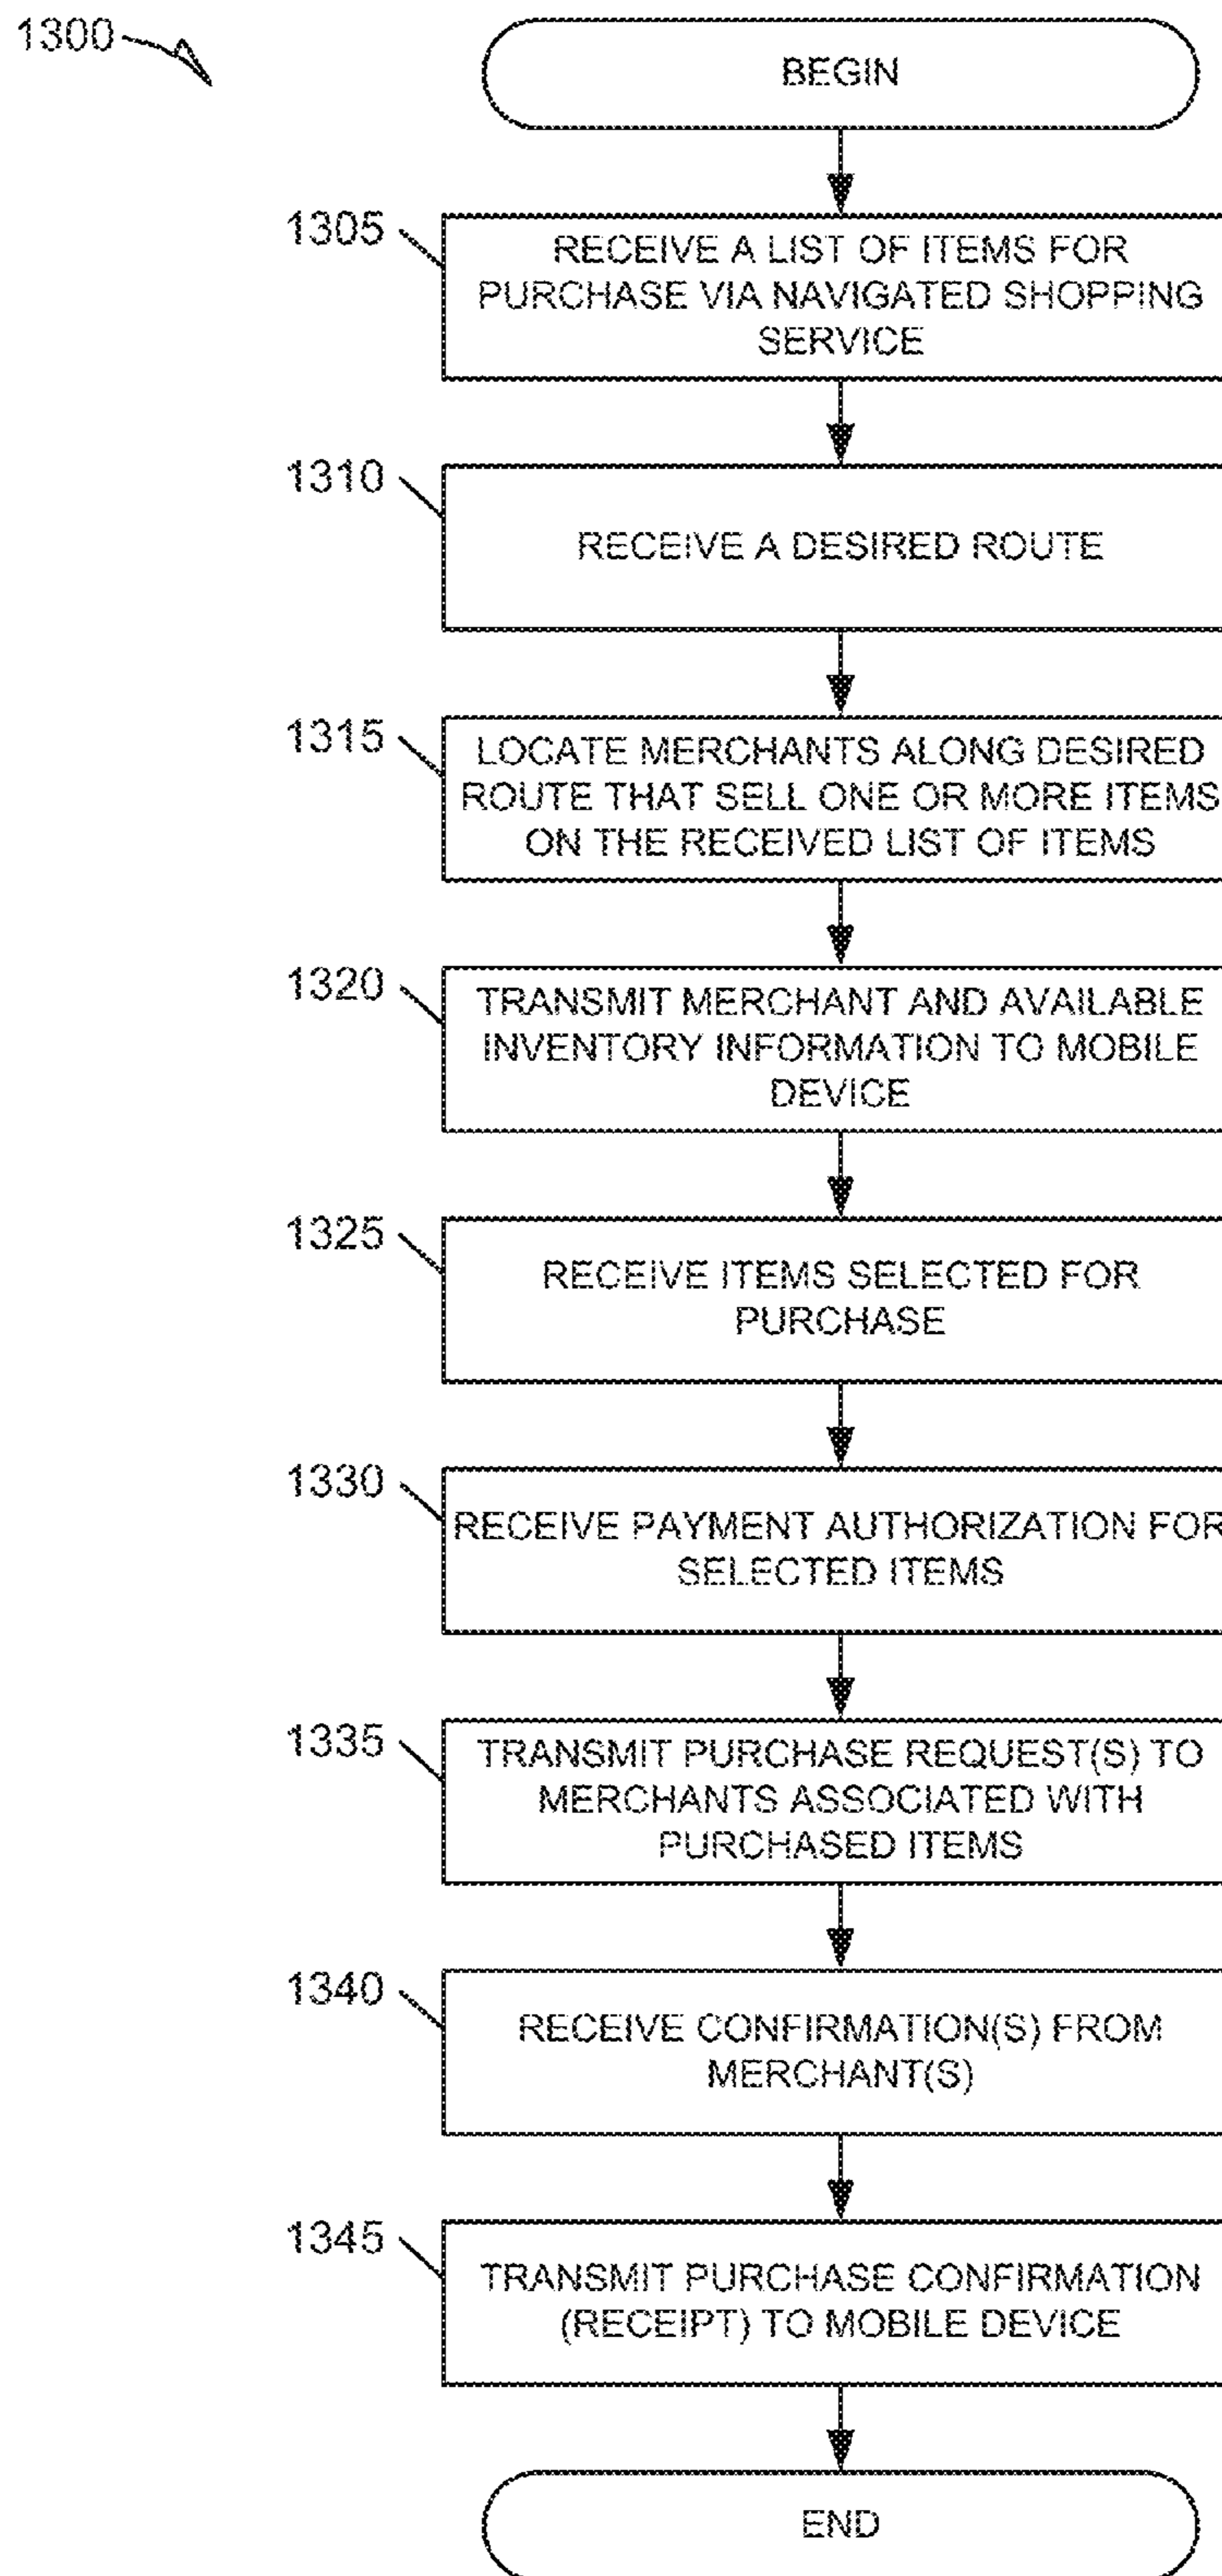 1300
BEGIN
1305
RECEIVE A LIST OF ITEMS FOR
PURCHASE VIA NAVIGATED SHOPPING
SERVICE
1310
RECEIVE A DESIRED ROUTE
1315
LOCATE MERCHANTS ALONG DESIRED
ROUTE THAT SELL ONE OR MORE ITEMS
ON THE RECEIVED LIST OF ITEMS
1320
TRANSMIT MERCHANT AND AVAILABLE
INVENTORY INFORMATION TO MOBILE
DEVICE
1325
RECEIVE ITEMS SELECTED FOR
PURCHASE
1330
RECEIVE PAYMENT AUTHORIZATION FOR
SELECTED ITEMS
1335
TRANSMIT PURCHASE REQUEST(S) TO
MERCHANTS ASSOCIATED WITH
PURCHASED ITEMS
1340
RECEIVE CONFIRMATION(S) FROM
MERCHANT(S)
1345
TRANSMIT PURCHASE CONFIRMATION
(RECEIPT) TO MOBILE DEVICE
END